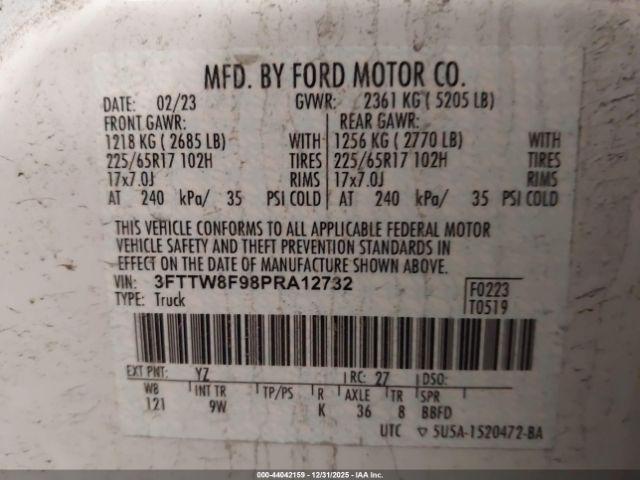 MFD. BY FORD MOTOR CO.
DATE: 02/23 GVWR: 2361 KG ( 5205 LB)
FRONT GAWR: REAR GAWR:
1218 KG ( 2685 LB) WITH 1256 KG ( 2770 LB) WITH
225/65R17 102H TIRES 225/65R17 102H TIRES
17x7.0J RIMS 17x7.0J RIMS
AT 240 kPa/ 35 PSI COLD AT 240 kPa/ 35 PSI COLD
THIS VEHICLE CONFORMS TO ALL APPLICABLE FEDERAL MOTOR
VEHICLE SAFETY AND THEFT PREVENTION STANDARDS IN
EFFECT ON THE DATE OF MANUFACTURE SHOWN ABOVE.
VIN: 3FTTW8F98PRA12732 F0223
TYPE: Truck T0519
EXT PNT: YZ RC: 27 DSO:
WB INT TR TP/PS R AXLE TR SPR
121 9W K 36 8 BBFD
UTC ▽ 5U5A-1520472-BA
000-44042159 - 12/31/2025 - IAA